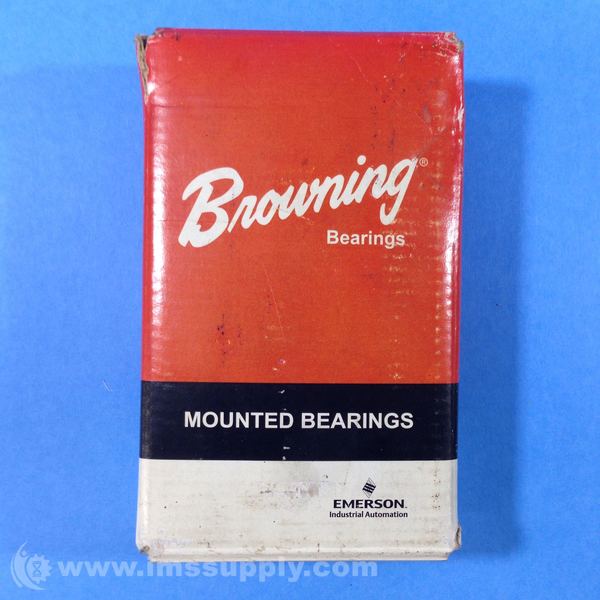 Browning®
Bearings
MOUNTED BEARINGS
EMERSON
Industrial Automation
www.imssupply.com